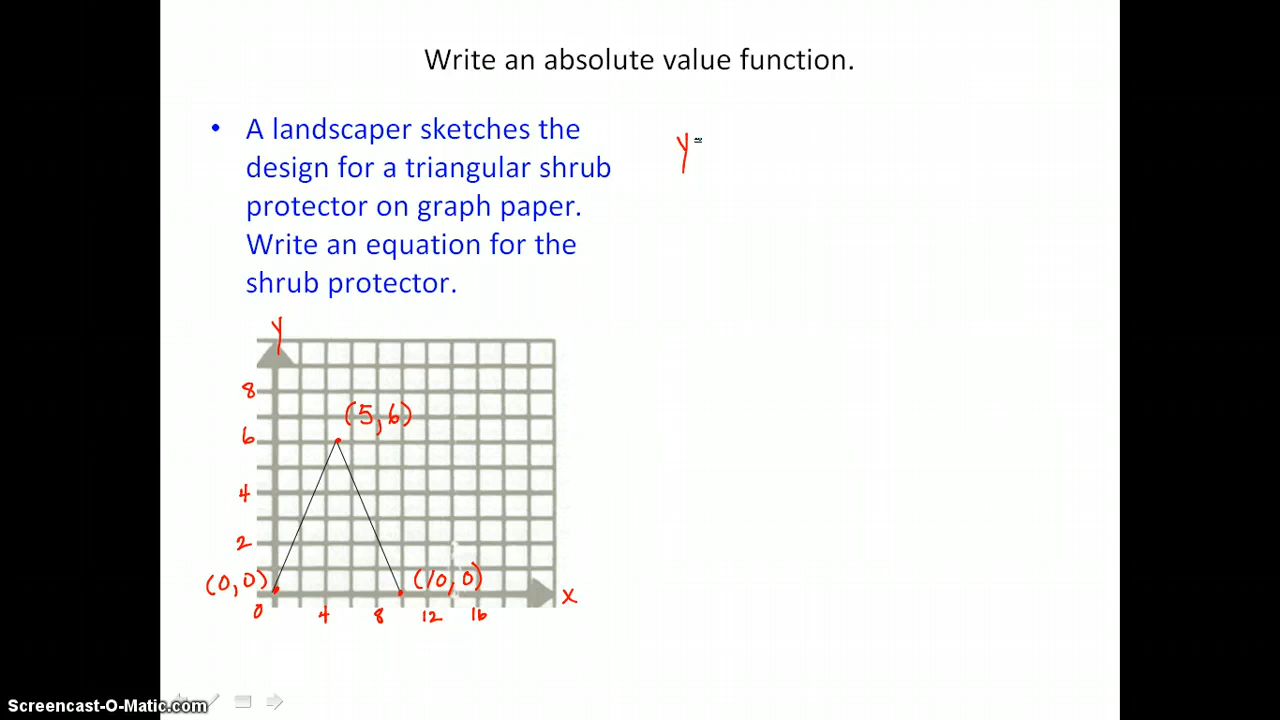 Write an absolute value function.
• A landscaper sketches the
design for a triangular shrub
protector on graph paper.
Write an equation for the
shrub protector.
y=
y
8
(5,6)
6
4
2
(0,0)
(10,0)
x
0 4 8 12 16
Screencast-O-Matic.com